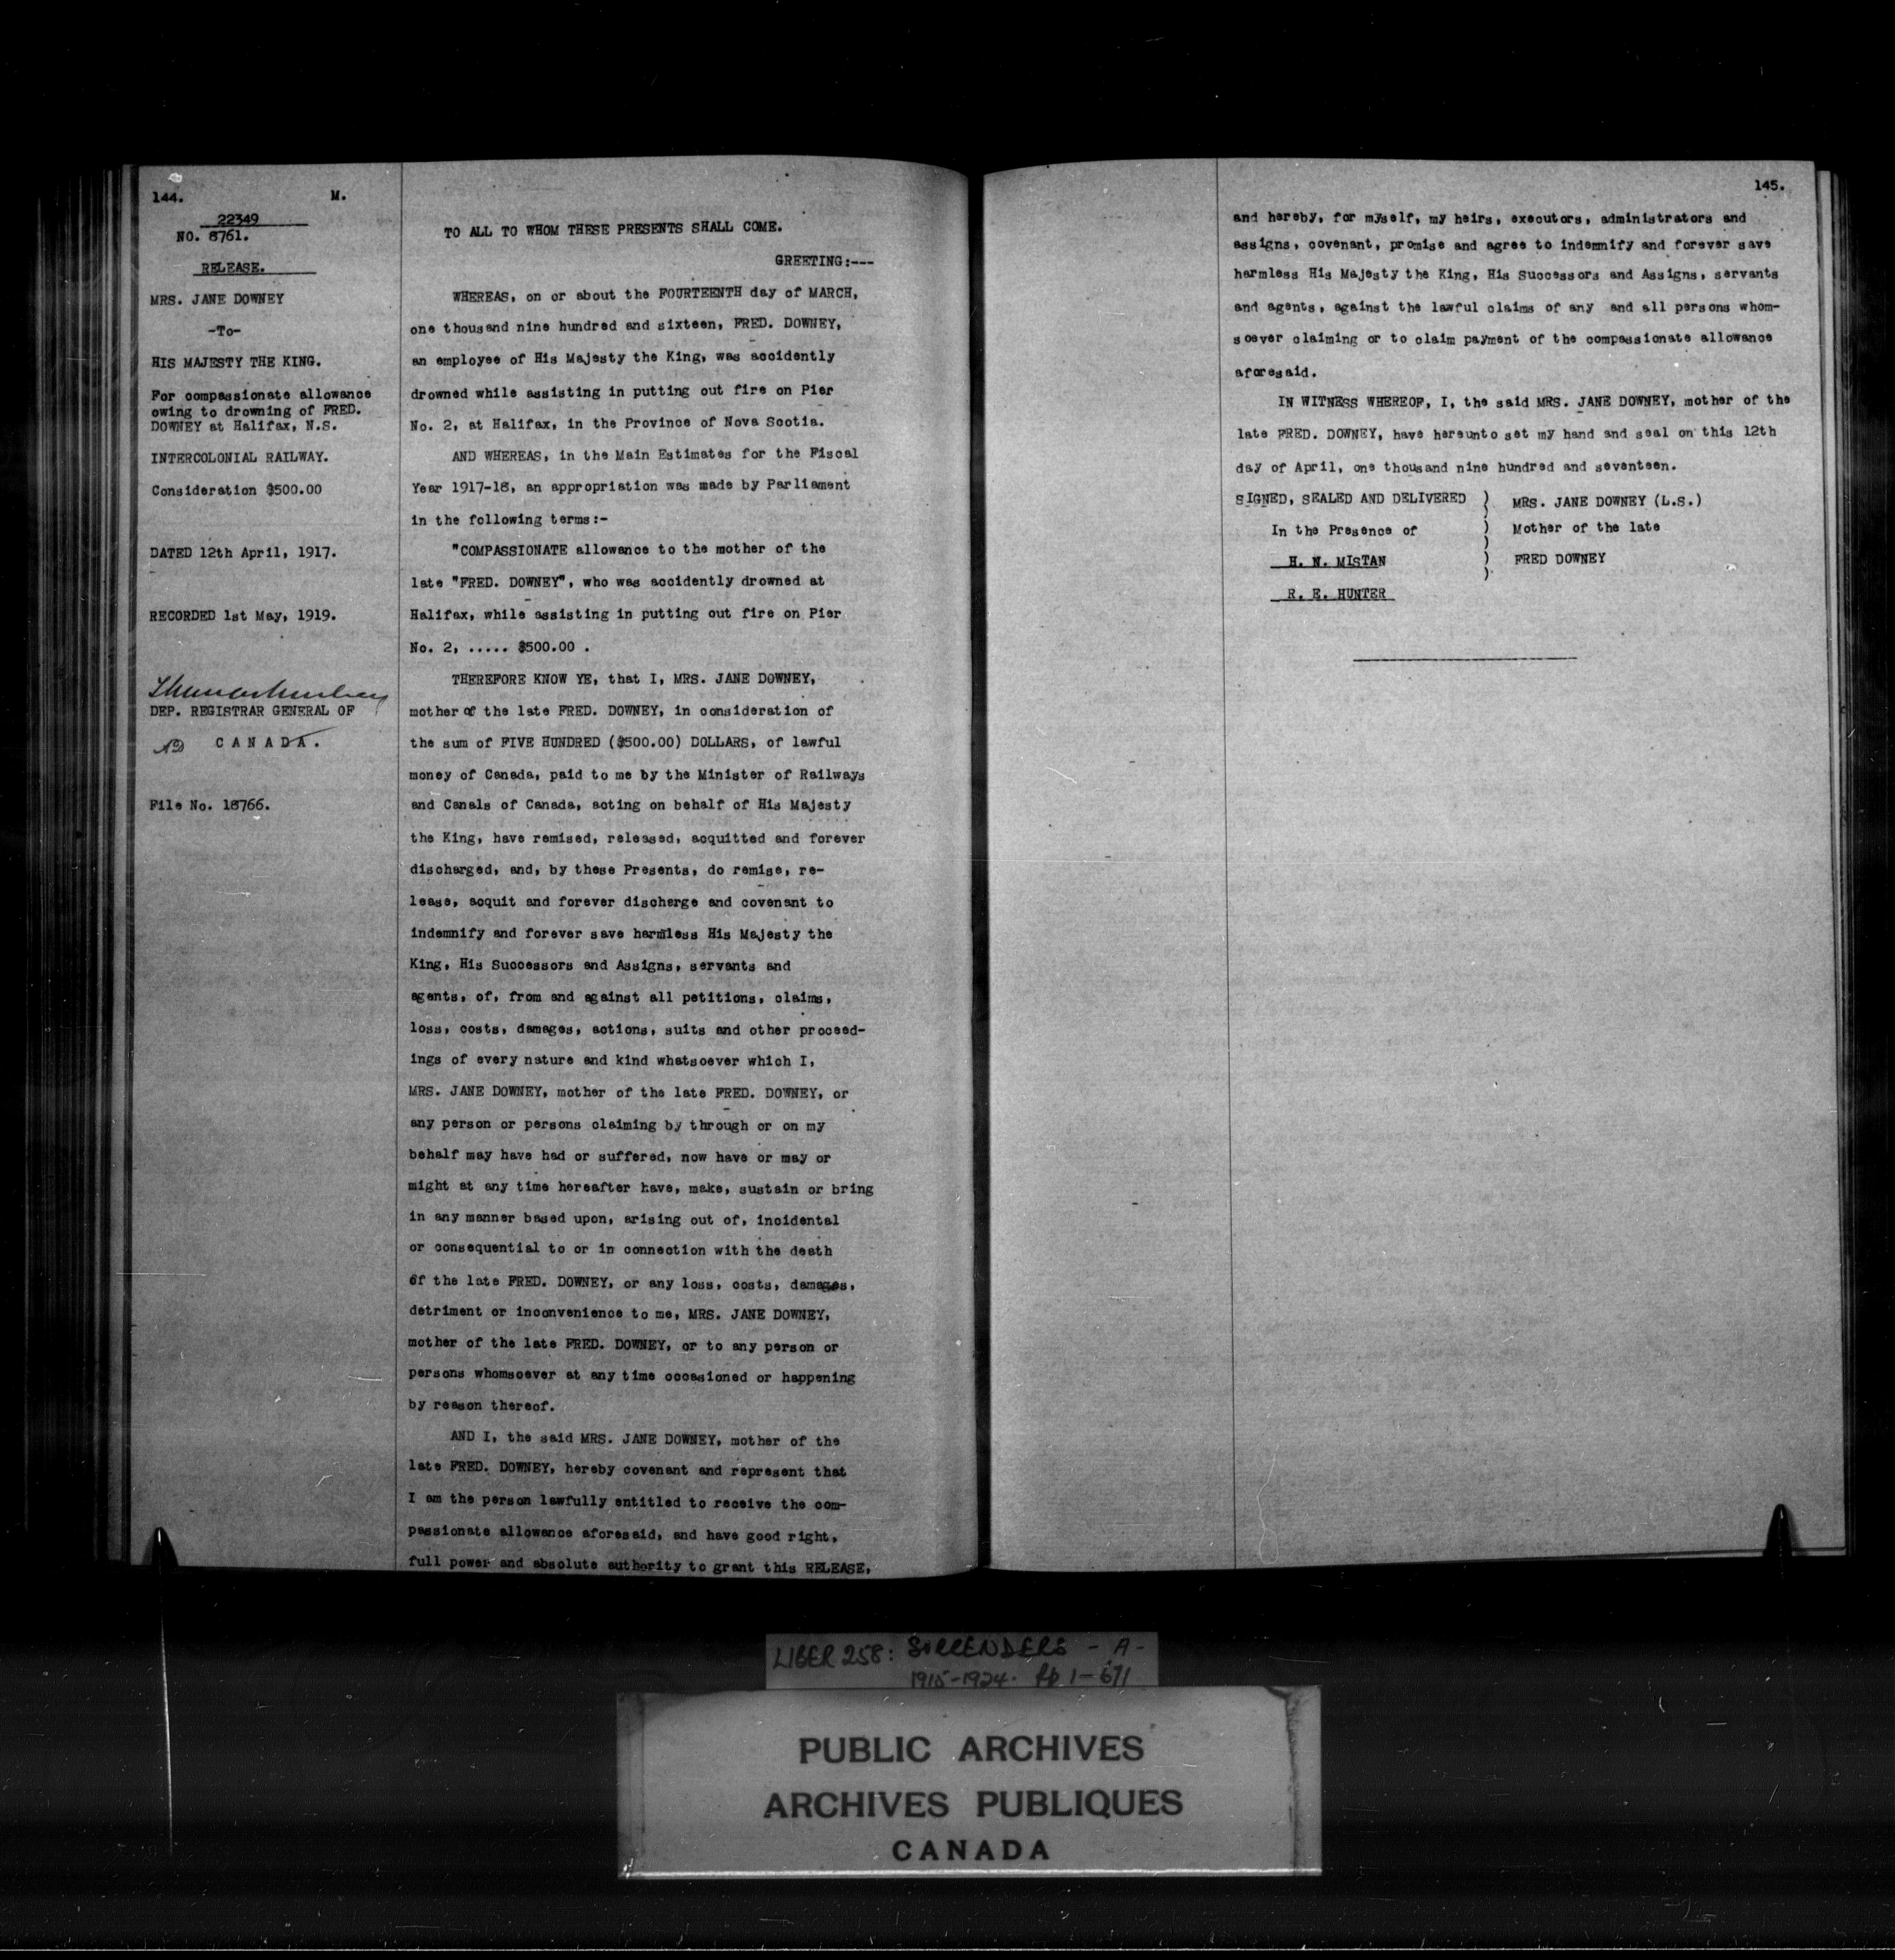 144. M.
22349
NO. 8761.
RELEASE.
MRS. JANE DOWNEY
-To-
HIS MAJESTY THE KING.
For compassionate allowance
owing to drowning of FRED.
DOWNEY at Halifax, N.S.
INTERCOLONIAL RAILWAY.
Consideration $500.00
DATED 12th April, 1917.
RECORDED 1st May, 1919.
DEP. REGISTRAR GENERAL OF
CANADA.
File No. 18766.
TO ALL TO WHOM THESE PRESENTS SHALL COME.
GREETING:---
WHEREAS, on or about the FOURTEENTH day of MARCH,
one thousand nine hundred and sixteen, FRED. DOWNEY,
an employee of His Majesty the King, was accidently
drowned while assisting in putting out fire on Pier
No. 2, at Halifax, in the Province of Nova Scotia.
AND WHEREAS, in the Main Estimates for the Fiscal
Year 1917-18, an appropriation was made by Parliament
in the following terms:-
"COMPASSIONATE allowance to the mother of the
late "FRED. DOWNEY", who was accidently drowned at
Halifax, while assisting in putting out fire on Pier
No. 2, ..... $500.00 .
THEREFORE KNOW YE, that I, MRS. JANE DOWNEY,
mother of the late FRED. DOWNEY, in consideration of
the sum of FIVE HUNDRED ($500.00) DOLLARS, of lawful
money of Canada, paid to me by the Minister of Railways
and Canals of Canada, acting on behalf of His Majesty
the King, have remised, released, acquitted and forever
discharged, and, by these Presents, do remise, re-
lease, acquit and forever discharge and covenant to
indemnify and forever save harmless His Majesty the
King, His Successors and Assigns, servants and
agents, of, from and against all petitions, claims,
loss, costs, damages, actions, suits and other proceed-
ings of every nature and kind whatsoever which I,
MRS. JANE DOWNEY, mother of the late FRED. DOWNEY, or
any person or persons claiming by through or on my
behalf may have had or suffered, now have or may or
might at any time hereafter have, make, sustain or bring
in any manner based upon, arising out of, incidental
or consequential to or in connection with the death
of the late FRED. DOWNEY, or any loss, costs, damages,
detriment or inconvenience to me, MRS. JANE DOWNEY,
mother of the late FRED. DOWNEY, or to any person or
persons whomsoever at any time occasioned or happening
by reason thereof.
AND I, the said MRS. JANE DOWNEY, mother of the
late FRED. DOWNEY, hereby covenant and represent that
I am the person lawfully entitled to receive the com-
passionate allowance aforesaid, and have good right,
full power and absolute authority to grant this RELEASE,
145.
and hereby, for myself, my heirs, executors, administrators and
assigns, covenant, promise and agree to indemnify and forever save
harmless His Majesty the King, His Successors and Assigns, servants
and agents, against the lawful claims of any and all persons whom-
soever claiming or to claim payment of the compassionate allowance
aforesaid.
IN WITNESS WHEREOF, I, the said MRS. JANE DOWNEY, mother of the
late FRED. DOWNEY, have hereunto set my hand and seal on this 12th
day of April, one thousand nine hundred and seventeen.
SIGNED, SEALED AND DELIVERED ) MRS. JANE DOWNEY (L.S.)
In the Presence of ) Mother of the late
H. N. MISTAN ) FRED DOWNEY
R. E. HUNTER
LIBER 258: SURRENDERS - A -
1915-1924. pp 1-671
PUBLIC ARCHIVES
ARCHIVES PUBLIQUES
CANADA